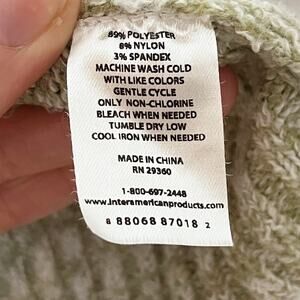 89% POLYESTER
8% NYLON
3% SPANDEX
MACHINE WASH COLD
WITH LIKE COLORS
GENTLE CYCLE
ONLY NON-CHLORINE
BLEACH WHEN NEEDED
TUMBLE DRY LOW
COOL IRON WHEN NEEDED
MADE IN CHINA
RN 29360
1-800-697-2448
www.interamericanproducts.com
8 88068 87018 2